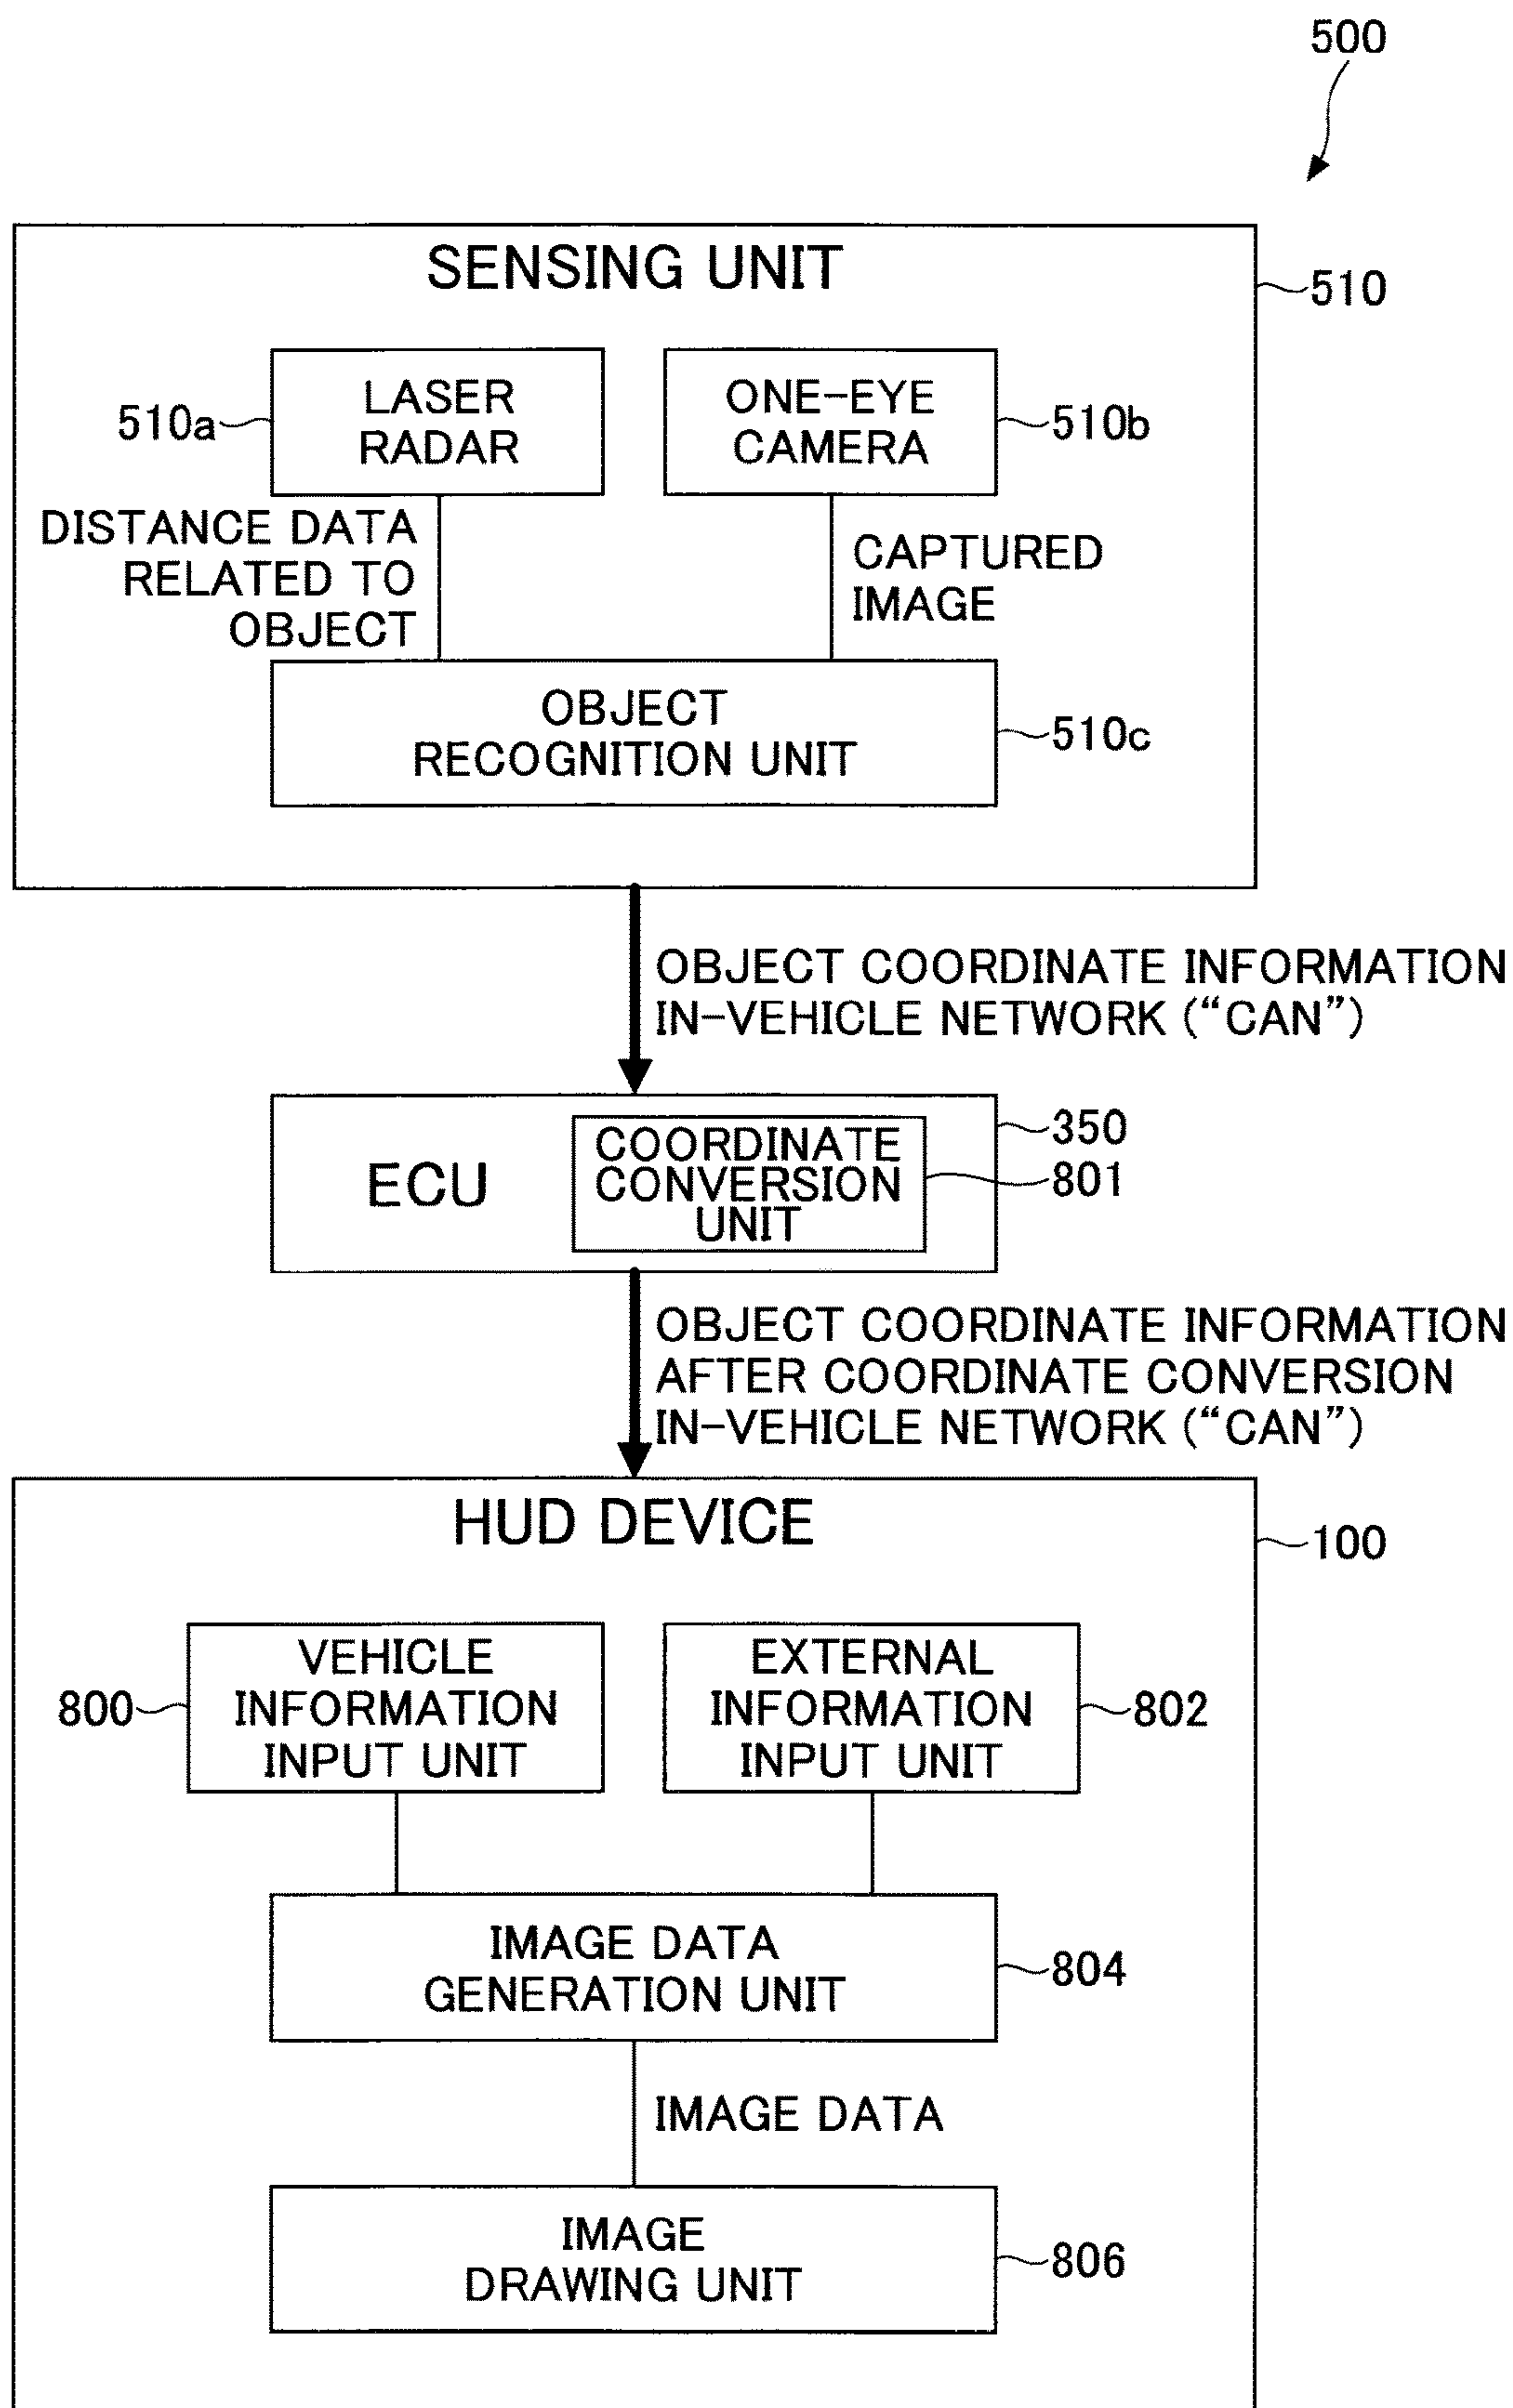 500
SENSING UNIT
510
LASER
RADAR
510a
ONE-EYE
CAMERA
510b
DISTANCE DATA
RELATED TO
OBJECT
CAPTURED
IMAGE
OBJECT
RECOGNITION UNIT
510c
OBJECT COORDINATE INFORMATION
IN-VEHICLE NETWORK (“CAN”)
ECU
COORDINATE
CONVERSION
UNIT
350
801
OBJECT COORDINATE INFORMATION
AFTER COORDINATE CONVERSION
IN-VEHICLE NETWORK (“CAN”)
HUD DEVICE
100
VEHICLE
INFORMATION
INPUT UNIT
800
EXTERNAL
INFORMATION
INPUT UNIT
802
IMAGE DATA
GENERATION UNIT
804
IMAGE DATA
IMAGE
DRAWING UNIT
806